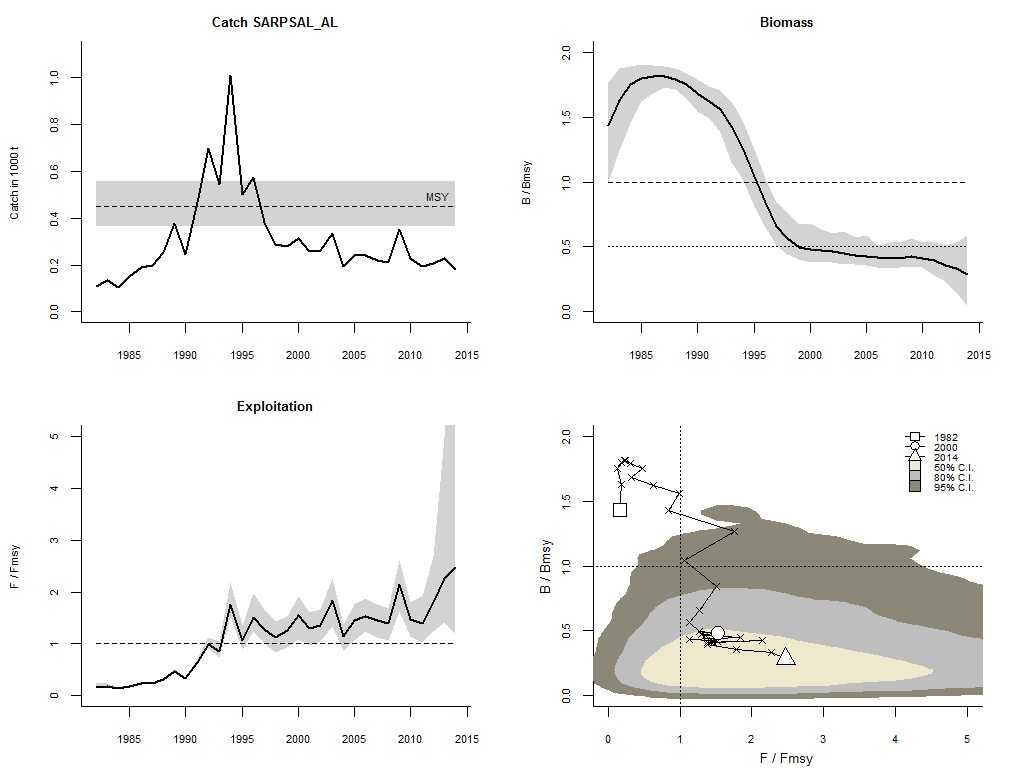 Catch SARPSAL_AL
Catch in 1000 t
0.0 0.2 0.4 0.6 0.8 1.0
MSY
1985 1990 1995 2000 2005 2010 2015
Biomass
B / Bmsy
0.0 0.5 1.0 1.5 2.0
1985 1990 1995 2000 2005 2010 2015
Exploitation
F / Fmsy
0 1 2 3 4 5
1985 1990 1995 2000 2005 2010 2015
B / Bmsy
0.0 0.5 1.0 1.5 2.0
1982
2000
2014
50% C.I.
80% C.I.
95% C.I.
0 1 2 3 4 5
F / Fmsy